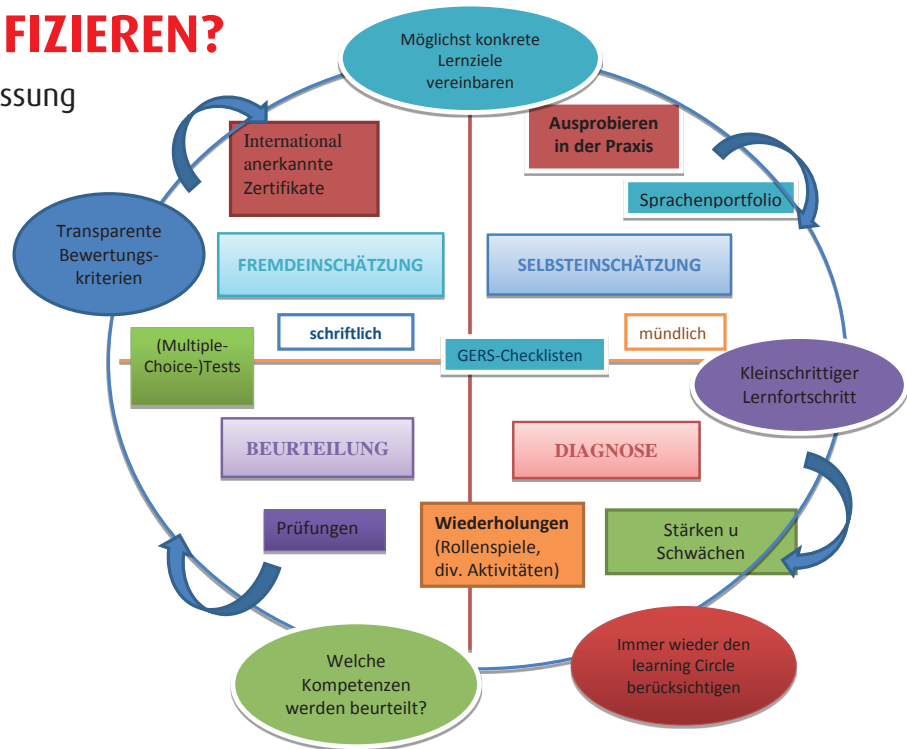 FIZIEREN?
ssung
Möglichst konkrete
Lernziele
vereinbaren
International
anerkannte
Zertifikate
Ausprobieren
in der Praxis
Sprachenportfolio
Transparente
Bewertungs-
kriterien
FREMDEINSCHÄTZUNG
SELBSTEINSCHÄTZUNG
schriftlich
mündlich
(Multiple-
Choice-)Tests
GERS-Checklisten
Kleinschrittiger
Lernfortschritt
BEURTEILUNG
DIAGNOSE
Prüfungen
Wiederholungen
(Rollenspiele,
div. Aktivitäten)
Stärken u
Schwächen
Welche
Kompetenzen
werden beurteilt?
Immer wieder den
learning Circle
berücksichtigen